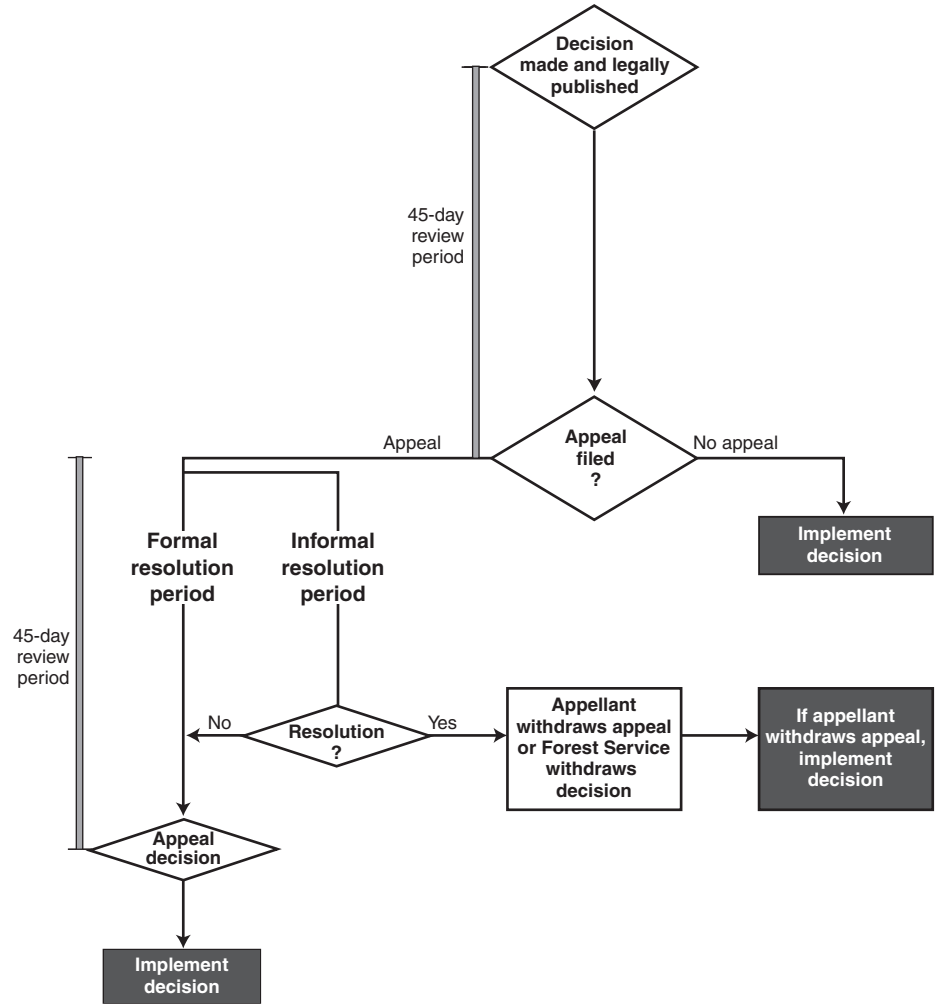 Decision
made and legally
published
45-day
review
period
Appeal
Appeal
filed
?
No appeal
Implement
decision
Formal
resolution
period
Informal
resolution
period
45-day
review
period
No
Resolution
?
Yes
Appellant
withdraws appeal
or Forest Service
withdraws
decision
If appellant
withdraws appeal,
implement
decision
Appeal
decision
Implement
decision